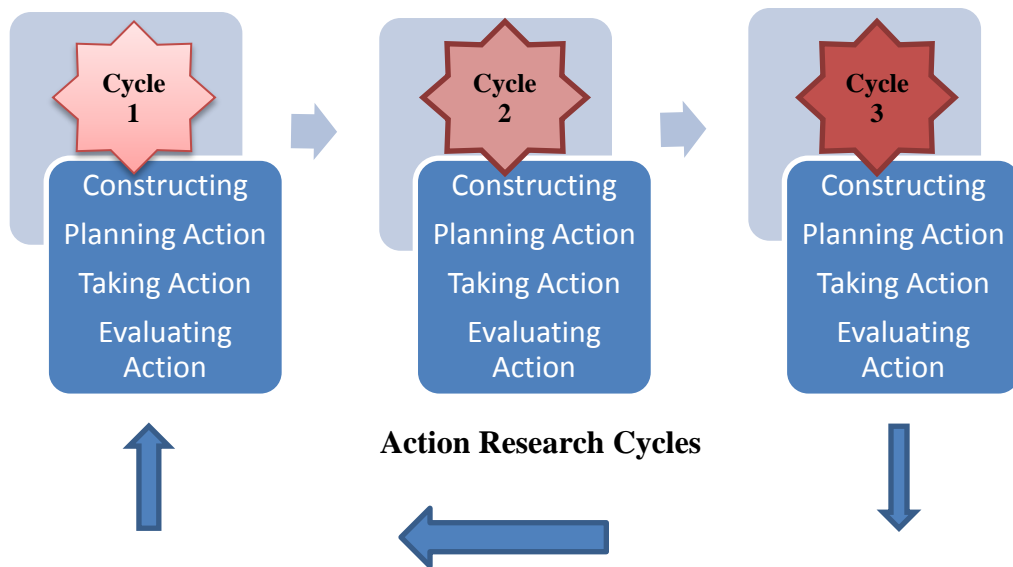 Cycle
1
Constructing
Planning Action
Taking Action
Evaluating
Action
Cycle
2
Constructing
Planning Action
Taking Action
Evaluating
Action
Cycle
3
Constructing
Planning Action
Taking Action
Evaluating
Action
Action Research Cycles